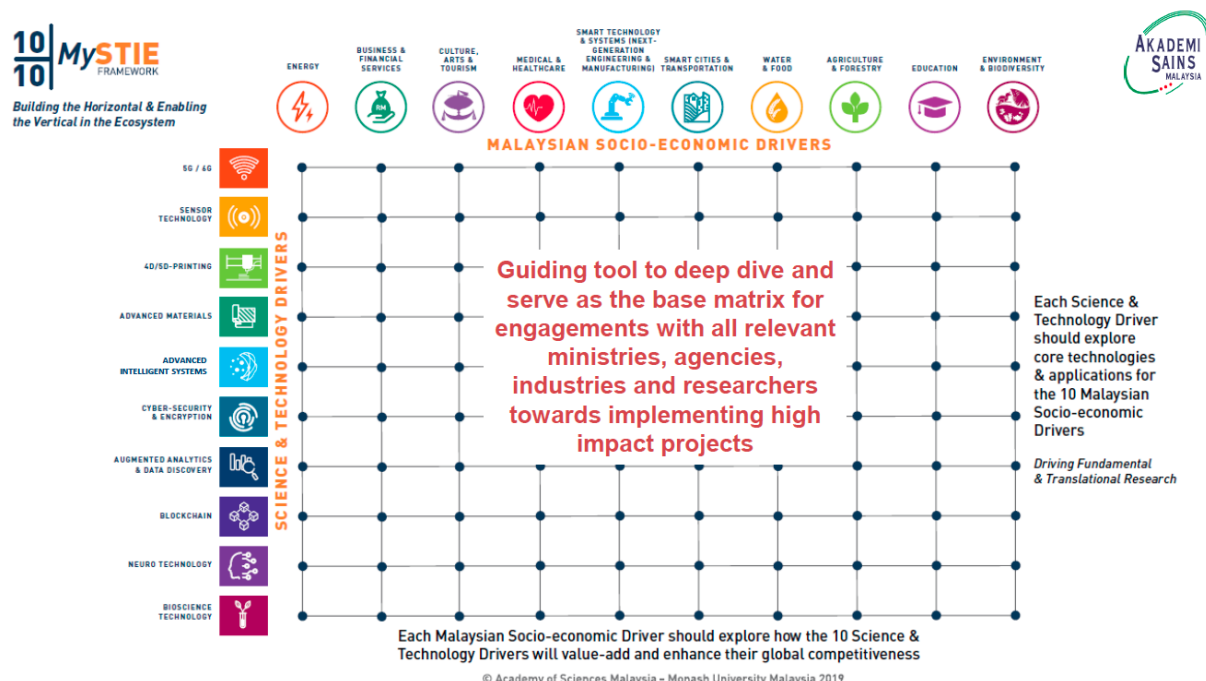 10
10
MySTIE
FRAMEWORK
Building the Horizontal & Enabling
the Vertical in the Ecosystem
ENERGY
BUSINESS &
FINANCIAL
SERVICES
CULTURE,
ARTS &
TOURISM
MEDICAL &
HEALTHCARE
SMART TECHNOLOGY
& SYSTEMS (NEXT-
GENERATION
ENGINEERING &
MANUFACTURING)
SMART CITIES &
TRANSPORTATION
WATER
& FOOD
AGRICULTURE
& FORESTRY
EDUCATION
ENVIRONMENT
& BIODIVERSITY
AKADEMI
SAINS
MALAYSIA
RM
MALAYSIAN SOCIO-ECONOMIC DRIVERS
SCIENCE & TECHNOLOGY DRIVERS
5G / 6G
SENSOR
TECHNOLOGY
4D/5D-PRINTING
ADVANCED MATERIALS
ADVANCED
INTELLIGENT SYSTEMS
CYBER-SECURITY
& ENCRYPTION
AUGMENTED ANALYTICS
& DATA DISCOVERY
BLOCKCHAIN
NEURO TECHNOLOGY
BIOSCIENCE
TECHNOLOGY
Guiding tool to deep dive and
serve as the base matrix for
engagements with all relevant
ministries, agencies,
industries and researchers
towards implementing high
impact projects
Each Science &
Technology Driver
should explore
core technologies
& applications for
the 10 Malaysian
Socio-economic
Drivers
Driving Fundamental
& Translational Research
Each Malaysian Socio-economic Driver should explore how the 10 Science &
Technology Drivers will value-add and enhance their global competitiveness
© Academy of Sciences Malaysia – Monash University Malaysia 2019